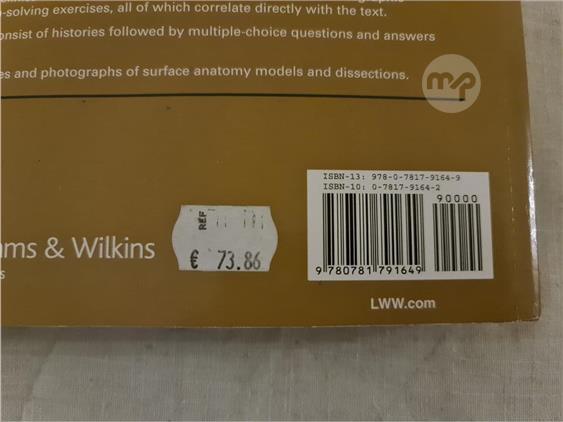 -solving exercises, all of which correlate directly with the text.
onsist of histories followed by multiple-choice questions and answers
es and photographs of surface anatomy models and dissections.
mp
ISBN-13: 978-0-7817-9164-9
ISBN-10: 0-7817-9164-2
90000
9 780781 791649
REF
€ 73.86
ms & Wilkins
s
LWW.com